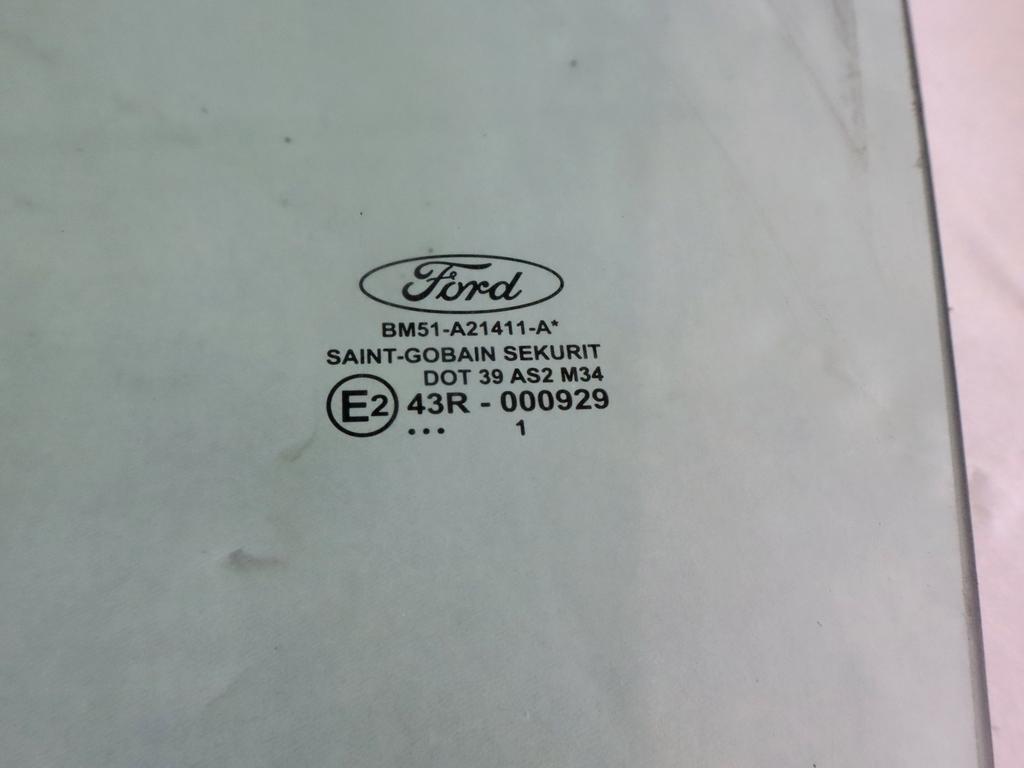 Ford
BM51-A21411-A*
SAINT-GOBAIN SEKURIT
DOT 39 AS2 M34
E2 43R - 000929
... 1